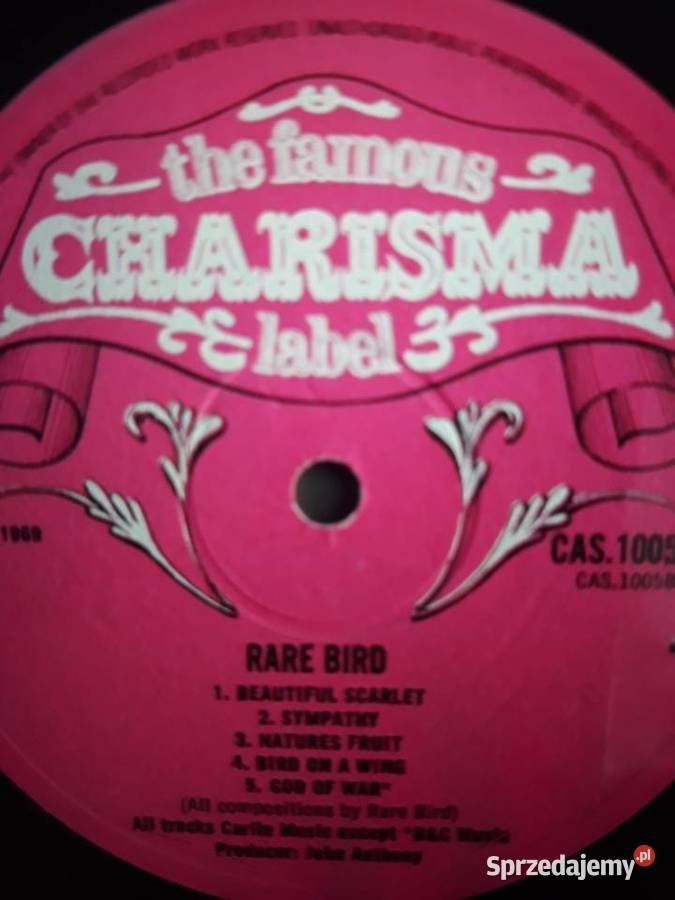 the famous
CHARISMA
label
1969
CAS.1005
CAS.1005B
RARE BIRD
1. BEAUTIFUL SCARLET
2. SYMPATHY
3. NATURES FRUIT
4. BIRD ON A WING
5. GOD OF WAR*
(All compositions by Rare Bird)
All tracks Carlin Music except *B&C Music
Producer: John Anthony
Sprzedajemy.pl